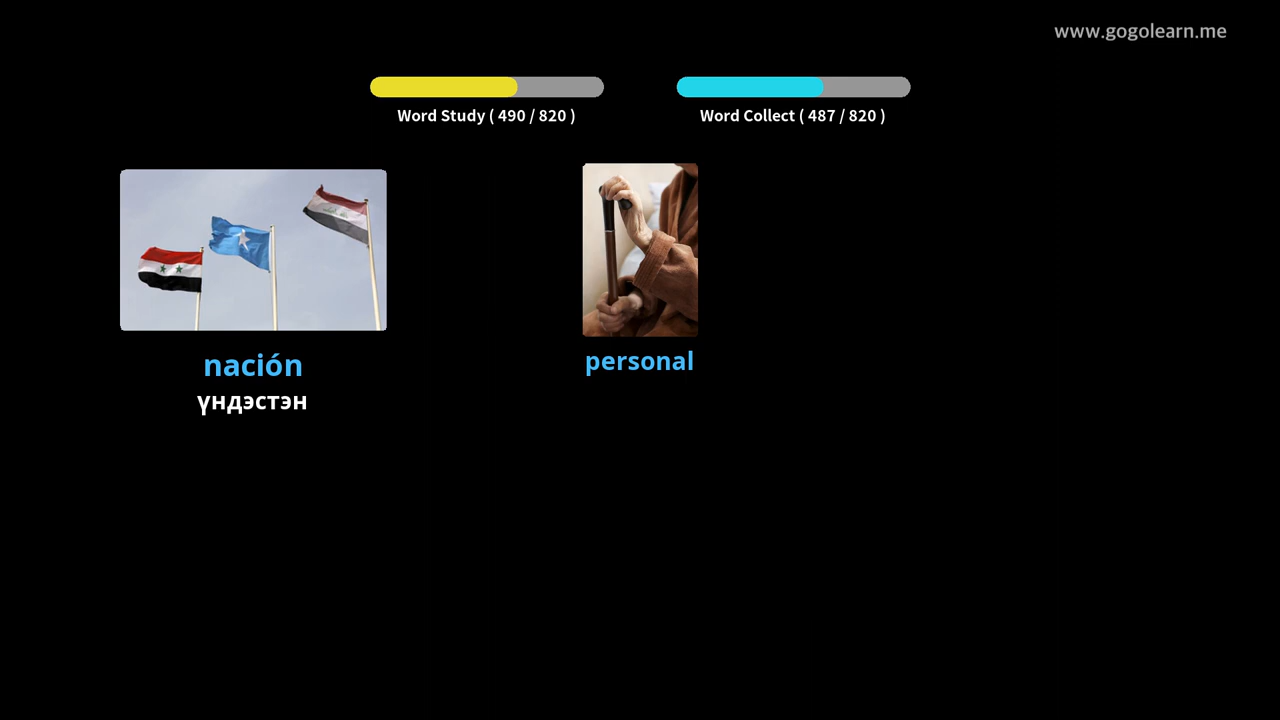 www.gogolearn.me
Word Study ( 490 / 820 )
Word Collect ( 487 / 820 )
nación
үндэстэн
personal